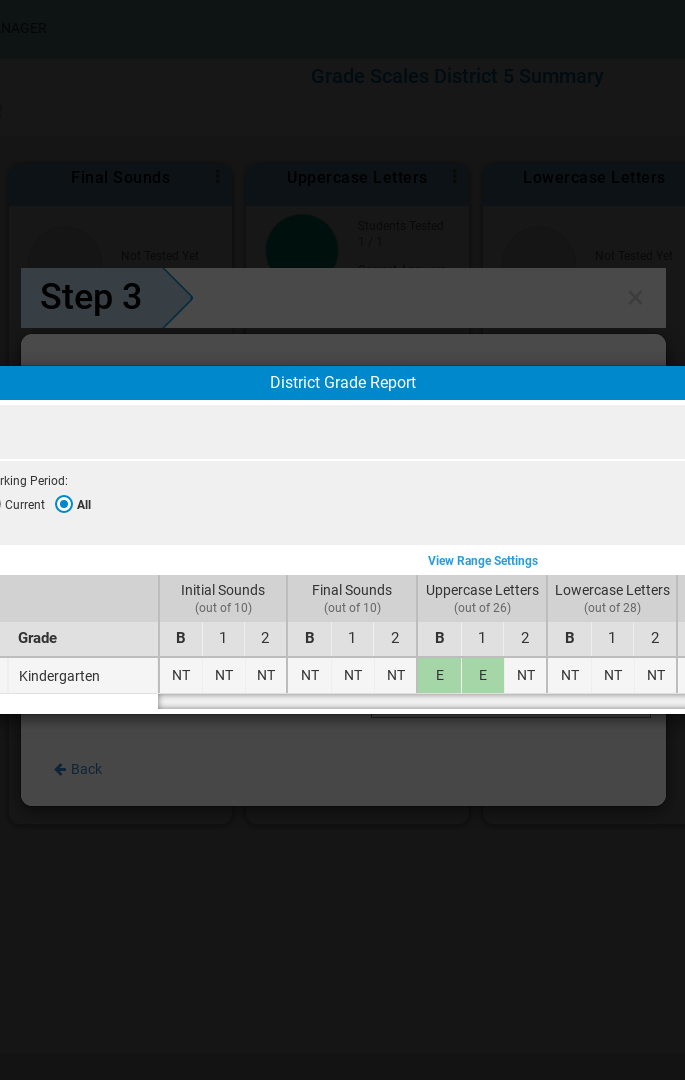 NAGER
Grade Scales District 5 Summary
Final Sounds Uppercase Letters Lowercase Letters
Students Tested
1 / 1
Not Tested Yet Not Tested Yet
Step 3 ×
District Grade Report
rking Period:
Current All
View Range Settings
Initial Sounds Final Sounds Uppercase Letters Lowercase Letters
(out of 10) (out of 10) (out of 26) (out of 28)
Grade B 1 2 B 1 2 B 1 2 B 1 2
Kindergarten NT NT NT NT NT NT E E NT NT NT NT
Back